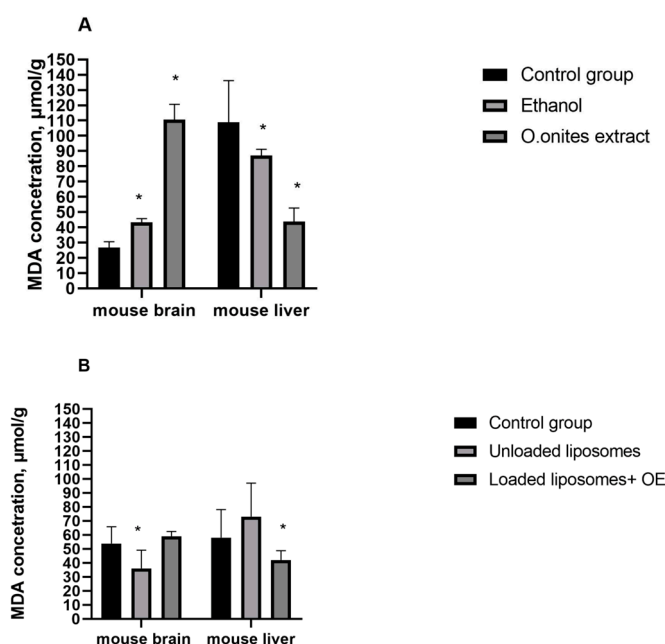 A
MDA concetration, µmol/g
150
140
130
120
110
100
90
80
70
60
50
40
30
20
10
0
*
*
*
*
mouse brain
mouse liver
Control group
Ethanol
O.onites extract
B
MDA concetration, µmol/g
150
140
130
120
110
100
90
80
70
60
50
40
30
20
10
0
*
*
mouse brain
mouse liver
Control group
Unloaded liposomes
Loaded liposomes+ OE